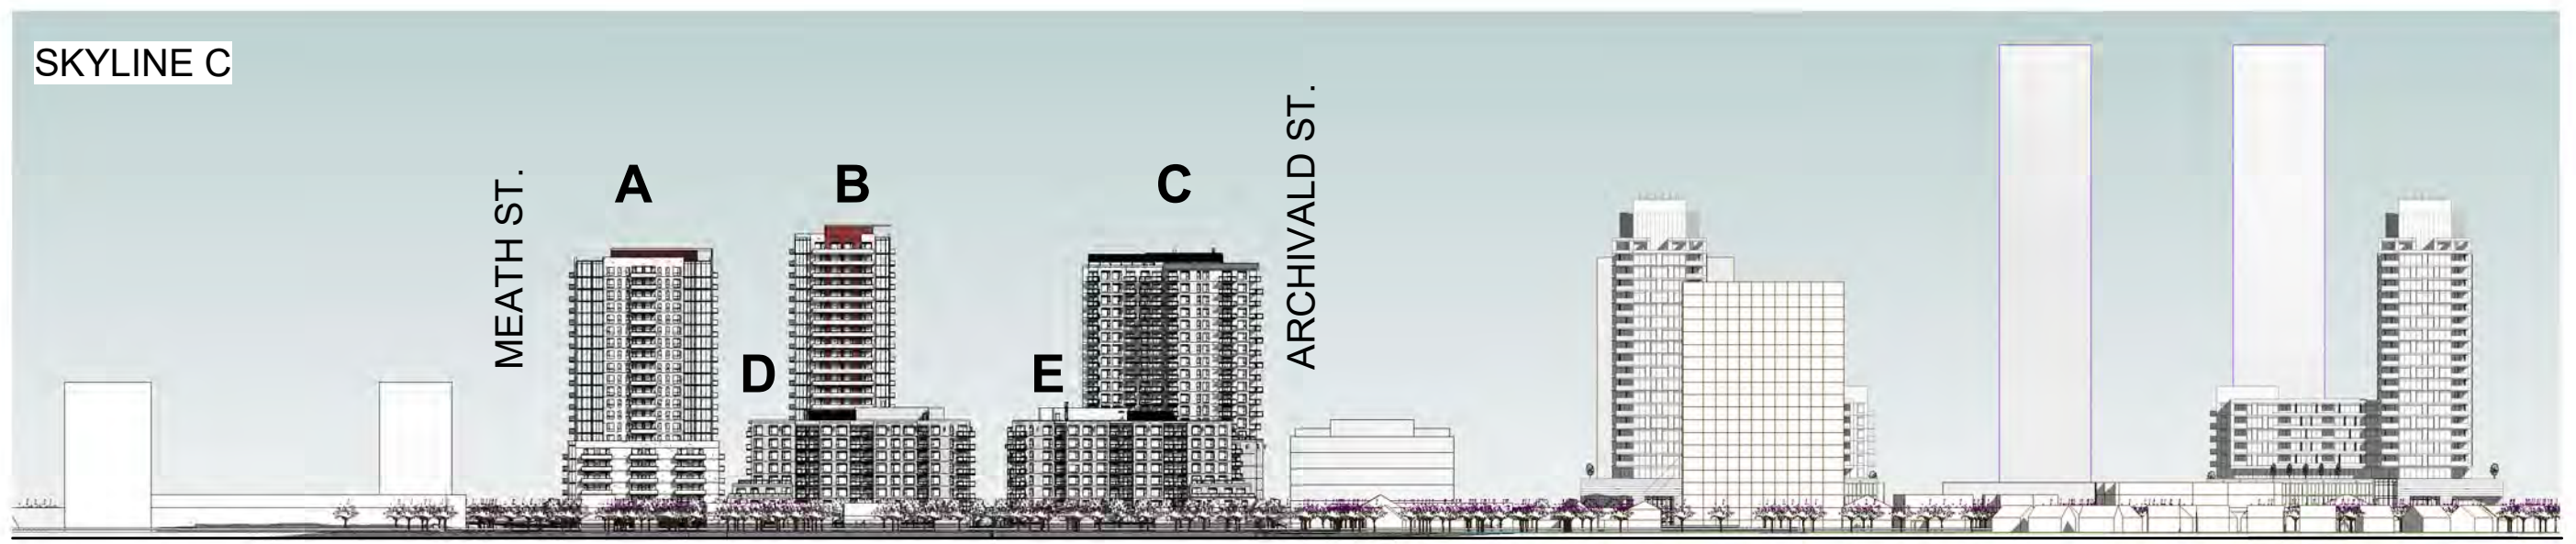 SKYLINE C
MEATH ST.
A
B
C
ARCHIVALD ST.
D
E